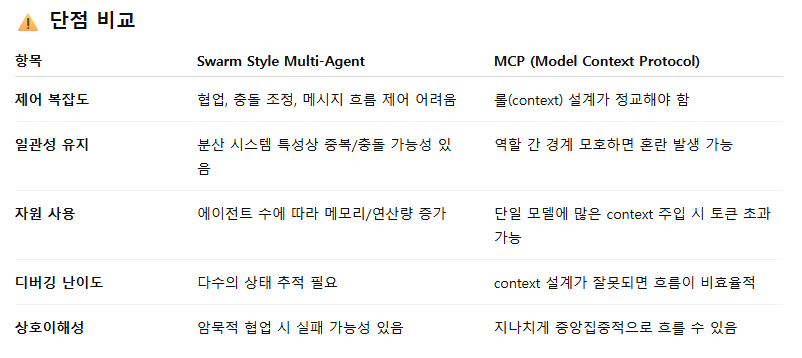 ⚠️ 단점 비교
항목 Swarm Style Multi-Agent MCP (Model Context Protocol)
제어 복잡도 협업, 충돌 조정, 메시지 흐름 제어 어려움 롤(context) 설계가 정교해야 함
일관성 유지 분산 시스템 특성상 중복/충돌 가능성 있 역할 간 경계 모호하면 혼란 발생 가능
음
자원 사용 에이전트 수에 따라 메모리/연산량 증가 단일 모델에 많은 context 주입 시 토큰 초과
가능
디버깅 난이도 다수의 상태 추적 필요 context 설계가 잘못되면 흐름이 비효율적
상호이해성 암묵적 협업 시 실패 가능성 있음 지나치게 중앙집중적으로 흐를 수 있음